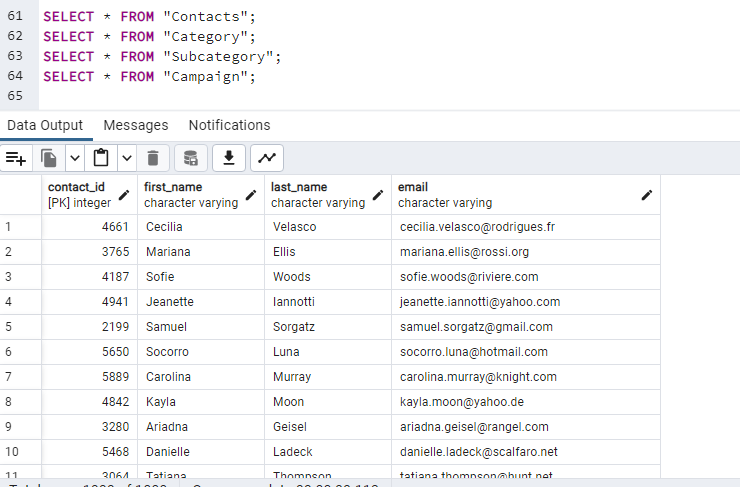 61 SELECT * FROM "Contacts";
62 SELECT * FROM "Category";
63 SELECT * FROM "Subcategory";
64 SELECT * FROM "Campaign";
65
Data Output Messages Notifications
contact_id first_name last_name email
[PK] integer character varying character varying character varying
1 4661 Cecilia Velasco cecilia.velasco@rodrigues.fr
2 3765 Mariana Ellis mariana.ellis@rossi.org
3 4187 Sofie Woods sofie.woods@riviere.com
4 4941 Jeanette Iannotti jeanette.iannotti@yahoo.com
5 2199 Samuel Sorgatz samuel.sorgatz@gmail.com
6 5650 Socorro Luna socorro.luna@hotmail.com
7 5889 Carolina Murray carolina.murray@knight.com
8 4842 Kayla Moon kayla.moon@yahoo.de
9 3280 Ariadna Geisel ariadna.geisel@rangel.com
10 5468 Danielle Ladeck danielle.ladeck@scalfaro.net
11 3064 Tatiana Thompson tatiana.thompson@hunt.net